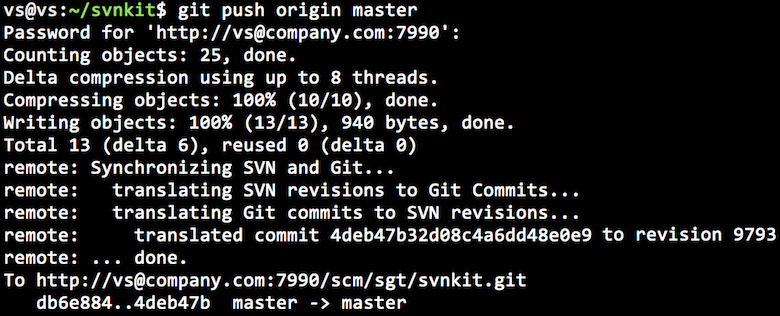 vs@vs:~/svnkit$ git push origin master
Password for 'http://vs@company.com:7990':
Counting objects: 25, done.
Delta compression using up to 8 threads.
Compressing objects: 100% (10/10), done.
Writing objects: 100% (13/13), 940 bytes, done.
Total 13 (delta 6), reused 0 (delta 0)
remote: Synchronizing SVN and Git...
remote:   translating SVN revisions to Git Commits...
remote:   translating Git commits to SVN revisions...
remote:     translated commit 4deb47b32d08c4a6dd48e0e9 to revision 9793
remote: ... done.
To http://vs@company.com:7990/scm/sgt/svnkit.git
   db6e884..4deb47b  master -> master